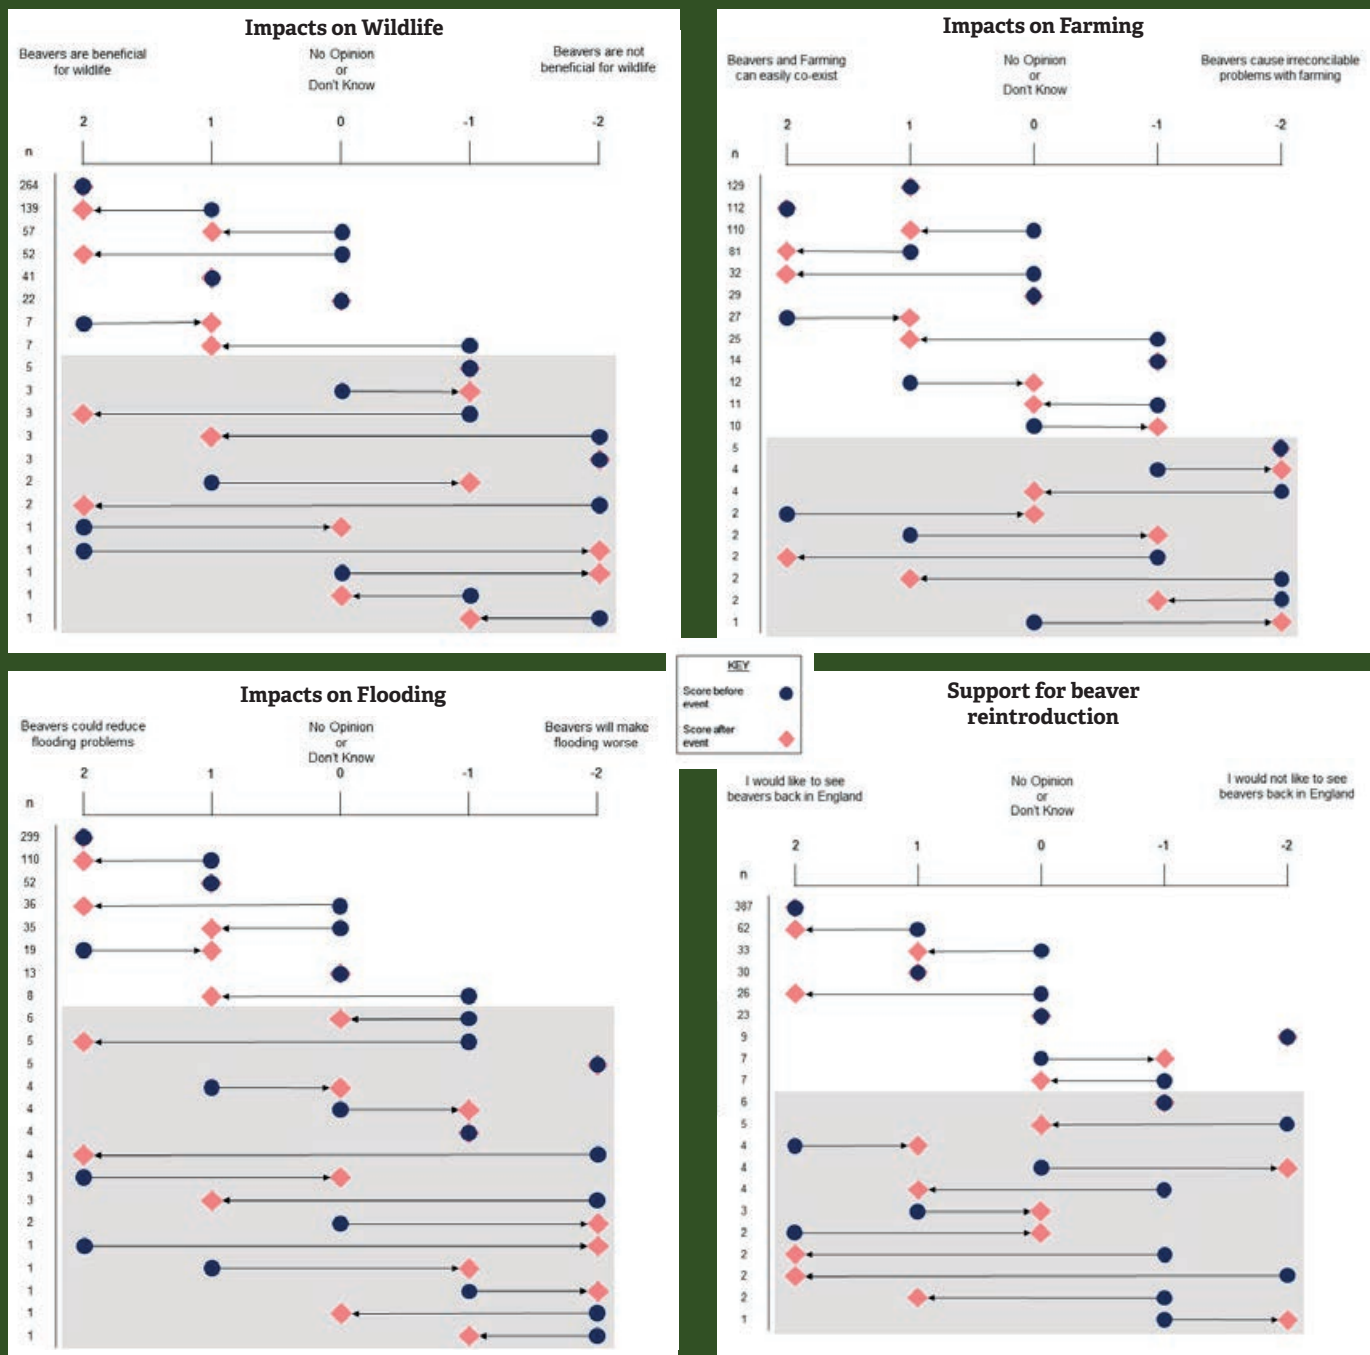 Impacts on Wildlife
Beavers are beneficial
for wildlife
No Opinion
or
Don't Know
Beavers are not
beneficial for wildlife
2 1 0 -1 -2
n
264
139
57
52
41
22
7
7
5
3
3
3
3
2
2
1
1
1
1
1
Impacts on Farming
Beavers and Farming
can easily co-exist
No Opinion
or
Don't Know
Beavers cause irreconcilable
problems with farming
2 1 0 -1 -2
n
129
112
110
81
32
29
27
25
14
12
11
10
5
4
4
2
2
2
2
2
1
KEY
Score before
event
Score after
event
Impacts on Flooding
Beavers could reduce
flooding problems
No Opinion
or
Don't Know
Beavers will make
flooding worse
2 1 0 -1 -2
n
299
110
52
36
35
19
13
8
6
5
5
4
4
4
4
3
3
2
1
1
1
1
1
Support for beaver
reintroduction
I would like to see
beavers back in England
No Opinion
or
Don't Know
I would not like to see
beavers back in England
2 1 0 -1 -2
n
387
62
33
30
26
23
9
7
7
6
5
4
4
4
3
2
2
2
2
1